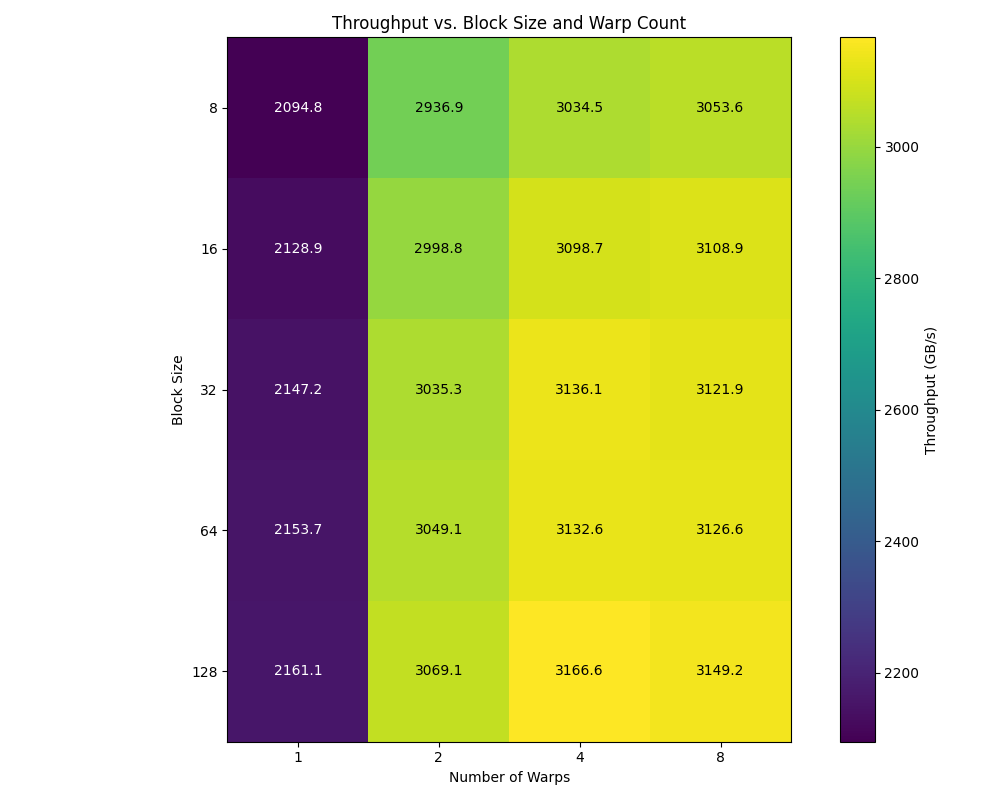 Throughput vs. Block Size and Warp Count
8 2094.8 2936.9 3034.5 3053.6
16 2128.9 2998.8 3098.7 3108.9
32 2147.2 3035.3 3136.1 3121.9
64 2153.7 3049.1 3132.6 3126.6
128 2161.1 3069.1 3166.6 3149.2
1 2 4 8
Number of Warps
Block Size
3000
2800
2600
2400
2200
Throughput (GB/s)